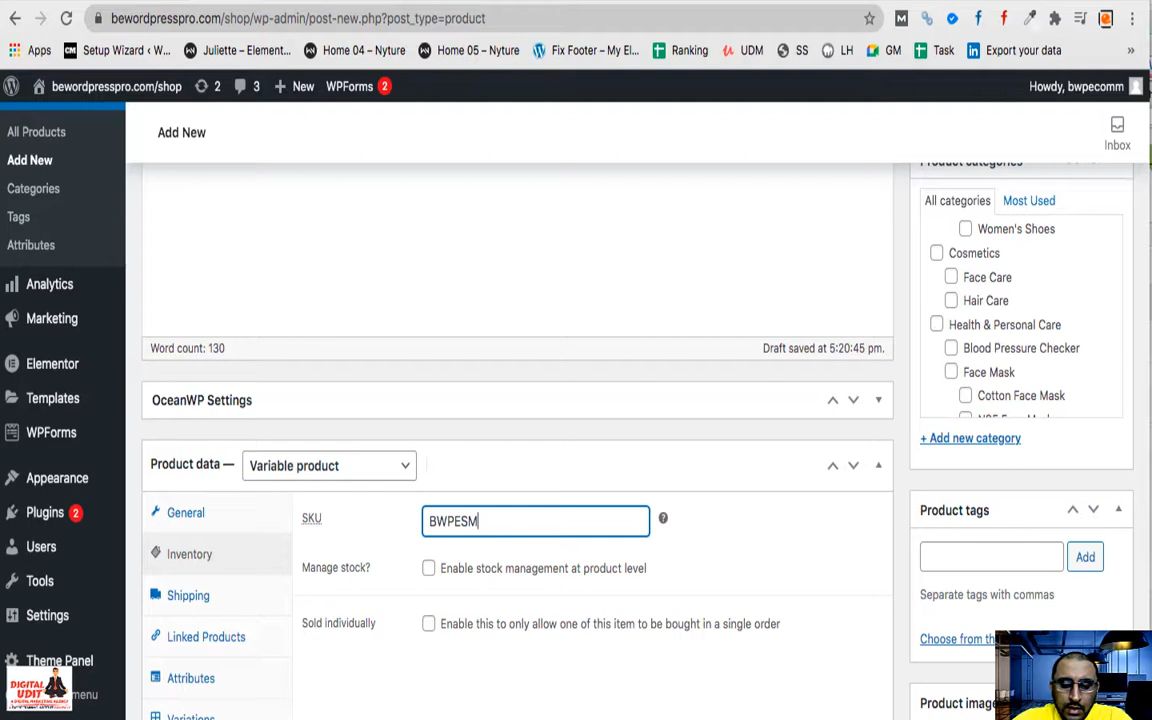 bewordpresspro.com/shop/wp-admin/post-new.php?post_type=product
Apps
Setup Wizard ‹ W...
Juliette – Element...
Home 04 – Nyture
Home 05 – Nyture
Fix Footer – My El...
Ranking
UDM
SS
LH
GM
Task
Export your data
»
bewordpresspro.com/shop
2
3
New
WPForms 2
Howdy, bwpecomm
All Products
Add New
Categories
Tags
Attributes
Analytics
Marketing
Elementor
Templates
WPForms
Appearance
Plugins 2
Users
Tools
Settings
Theme Panel
menu
DIGITAL
UDIT
A DIGITAL MARKETING AGENCY
Add New
Inbox
Word count: 130
Draft saved at 5:20:45 pm.
OceanWP Settings
Product data —
Variable product
General
Inventory
Shipping
Linked Products
Attributes
Variations
SKU
BWPESM
Manage stock?
Enable stock management at product level
Sold individually
Enable this to only allow one of this item to be bought in a single order
Product categories
All categories
Most Used
Women's Shoes
Cosmetics
Face Care
Hair Care
Health & Personal Care
Blood Pressure Checker
Face Mask
Cotton Face Mask
+ Add new category
Product tags
Add
Separate tags with commas
Choose from th
Product imag